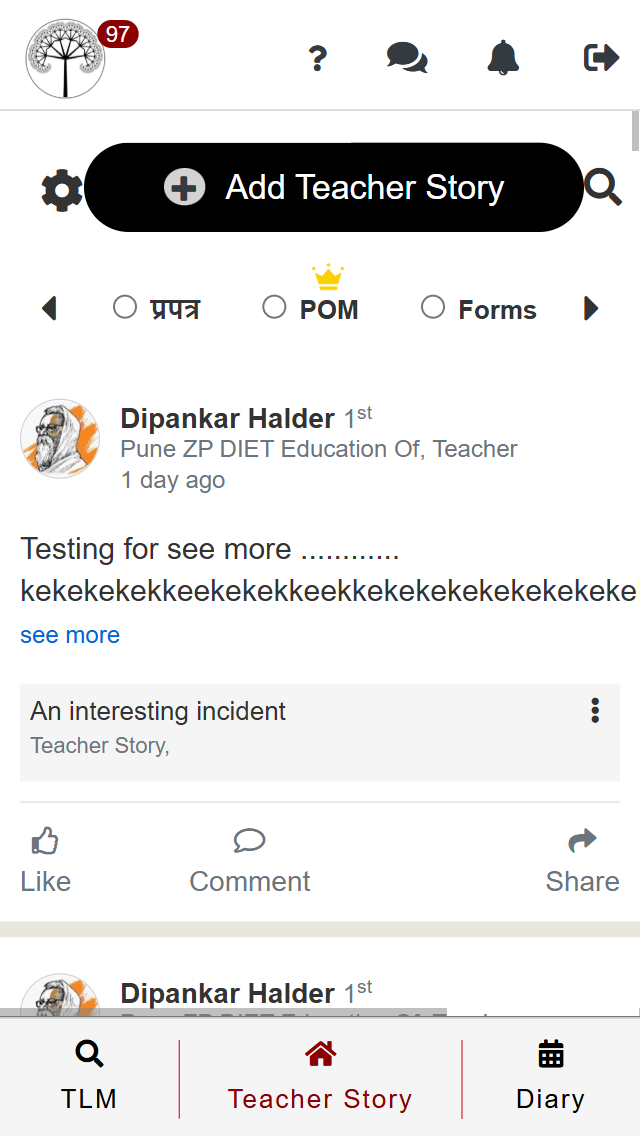 97
?
Add Teacher Story
प्रपत्र POM Forms
Dipankar Halder 1st
Pune ZP DIET Education Of, Teacher
1 day ago
Testing for see more ............
kekekekekkeekekekkeekkekekekekekekekeke
see more
An interesting incident
Teacher Story,
Like Comment Share
Dipankar Halder 1st
TLM Teacher Story Diary